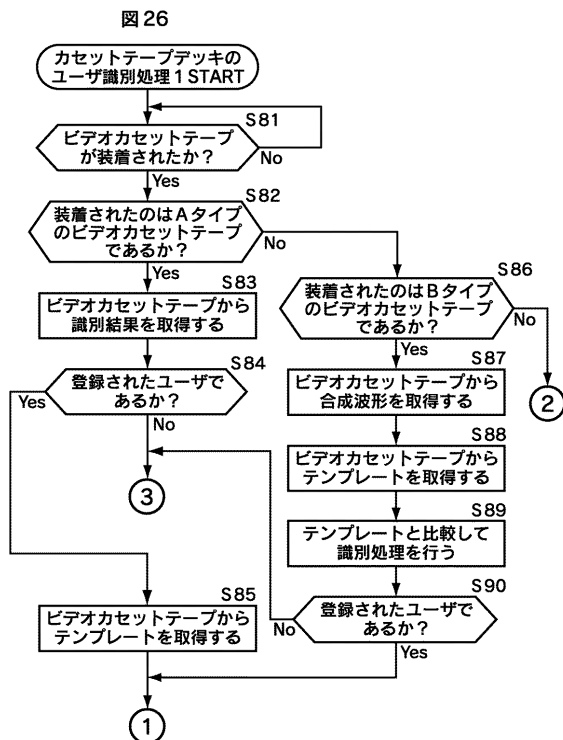 図26
カセットテープデッキの
ユーザ識別処理1 START
S81
ビデオカセットテープ
が装着されたか？
No
Yes
S82
装着されたのはAタイプ
のビデオカセットテープ
であるか？
No
Yes
S83
ビデオカセットテープから
識別結果を取得する
S84
登録されたユーザで
あるか？
Yes
No
3
S85
ビデオカセットテープから
テンプレートを取得する
1
S86
装着されたのはBタイプ
のビデオカセットテープ
であるか？
No
Yes
2
S87
ビデオカセットテープから
合成波形を取得する
S88
ビデオカセットテープから
テンプレートを取得する
S89
テンプレートと比較して
識別処理を行う
S90
登録されたユーザで
あるか？
No
Yes